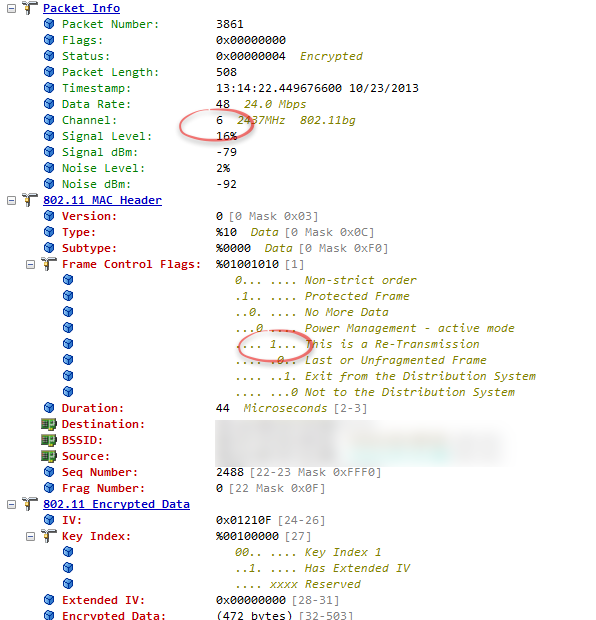 Packet Info
Packet Number: 3861
Flags: 0x00000000
Status: 0x00000004 Encrypted
Packet Length: 508
Timestamp: 13:14:22.449676600 10/23/2013
Data Rate: 48 24.0 Mbps
Channel: 6 2437MHz 802.11bg
Signal Level: 16%
Signal dBm: -79
Noise Level: 2%
Noise dBm: -92
802.11 MAC Header
Version: 0 [0 Mask 0x03]
Type: %10 Data [0 Mask 0x0C]
Subtype: %0000 Data [0 Mask 0xF0]
Frame Control Flags: %01001010 [1]
0... .... Non-strict order
.1.. .... Protected Frame
..0. .... No More Data
...0 .... Power Management - active mode
.... 1... This is a Re-Transmission
.... .0.. Last or Unfragmented Frame
.... ..1. Exit from the Distribution System
.... ...0 Not to the Distribution System
Duration: 44 Microseconds [2-3]
Destination:
BSSID:
Source:
Seq Number: 2488 [22-23 Mask 0xFFF0]
Frag Number: 0 [22 Mask 0x0F]
802.11 Encrypted Data
IV: 0x01210F [24-26]
Key Index: %00100000 [27]
00.. .... Key Index 1
..1. .... Has Extended IV
.... xxxx Reserved
Extended IV: 0x00000000 [28-31]
Encrypted Data: (472 bytes) [32-503]